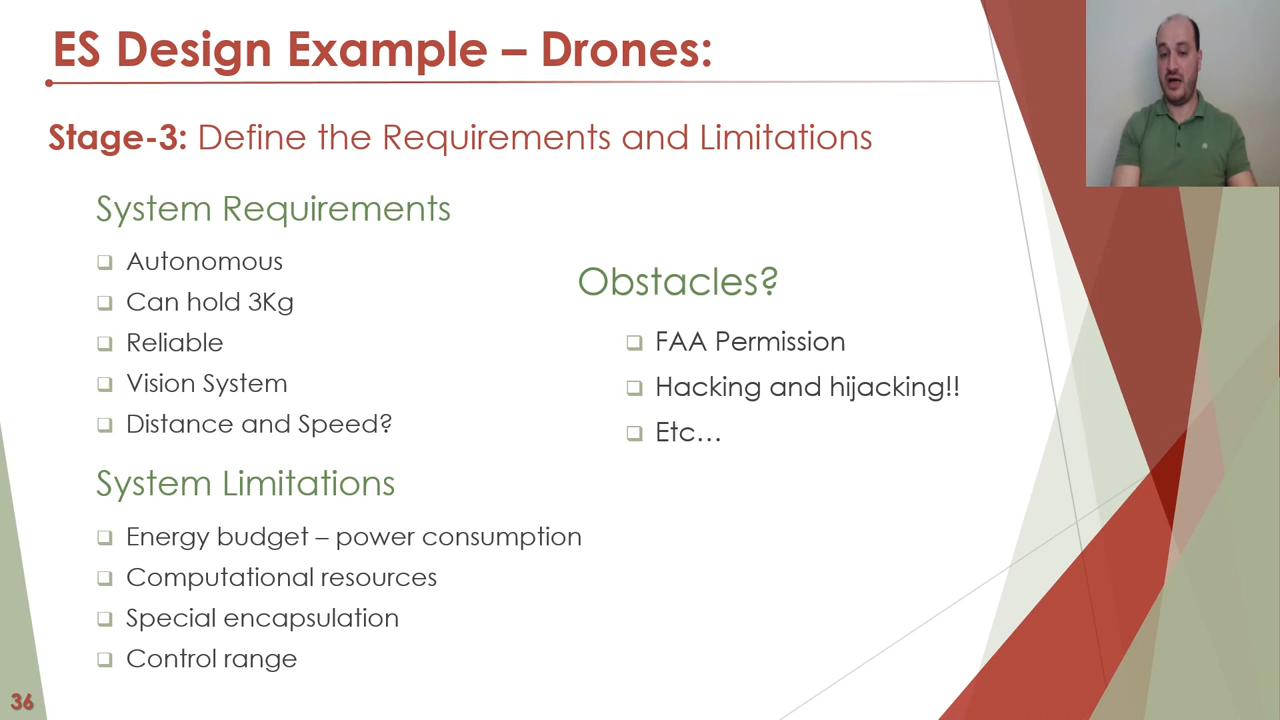 ES Design Example – Drones:
Stage-3: Define the Requirements and Limitations
System Requirements
Autonomous
Can hold 3Kg
Reliable
Vision System
Distance and Speed?
System Limitations
Energy budget – power consumption
Computational resources
Special encapsulation
Control range
Obstacles?
FAA Permission
Hacking and hijacking!!
Etc…
36